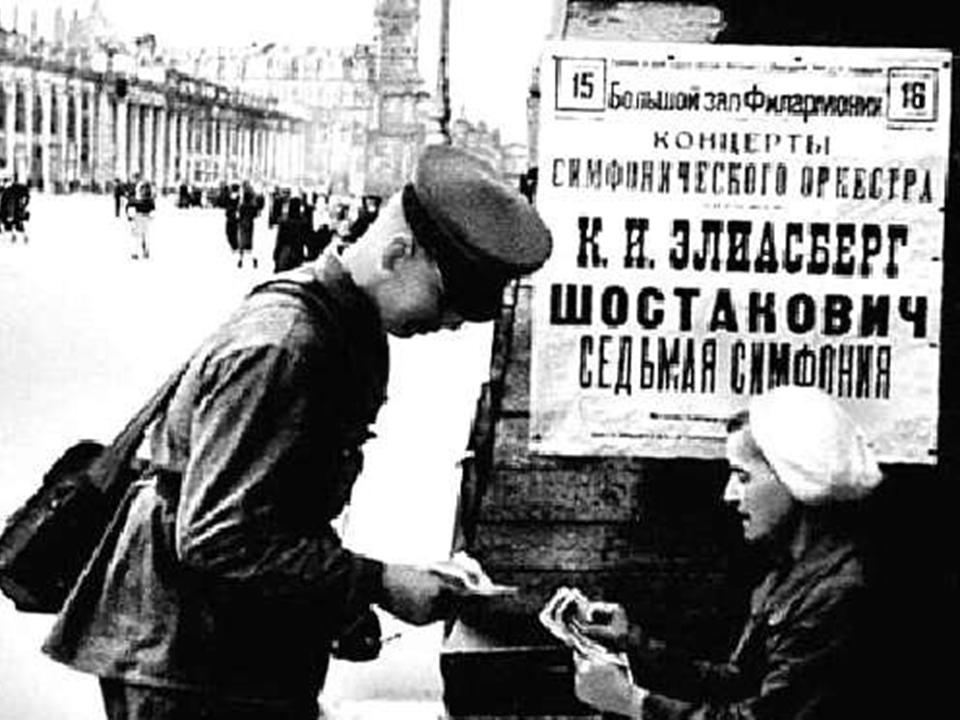 15 Большой зал Филармонии 16
КОНЦЕРТЫ
СИМФОНИЧЕСКОГО ОРКЕСТРА
К. И. ЭЛИАСБЕРГ
ШОСТАКОВИЧ
СЕДЬМАЯ СИМФОНИЯ